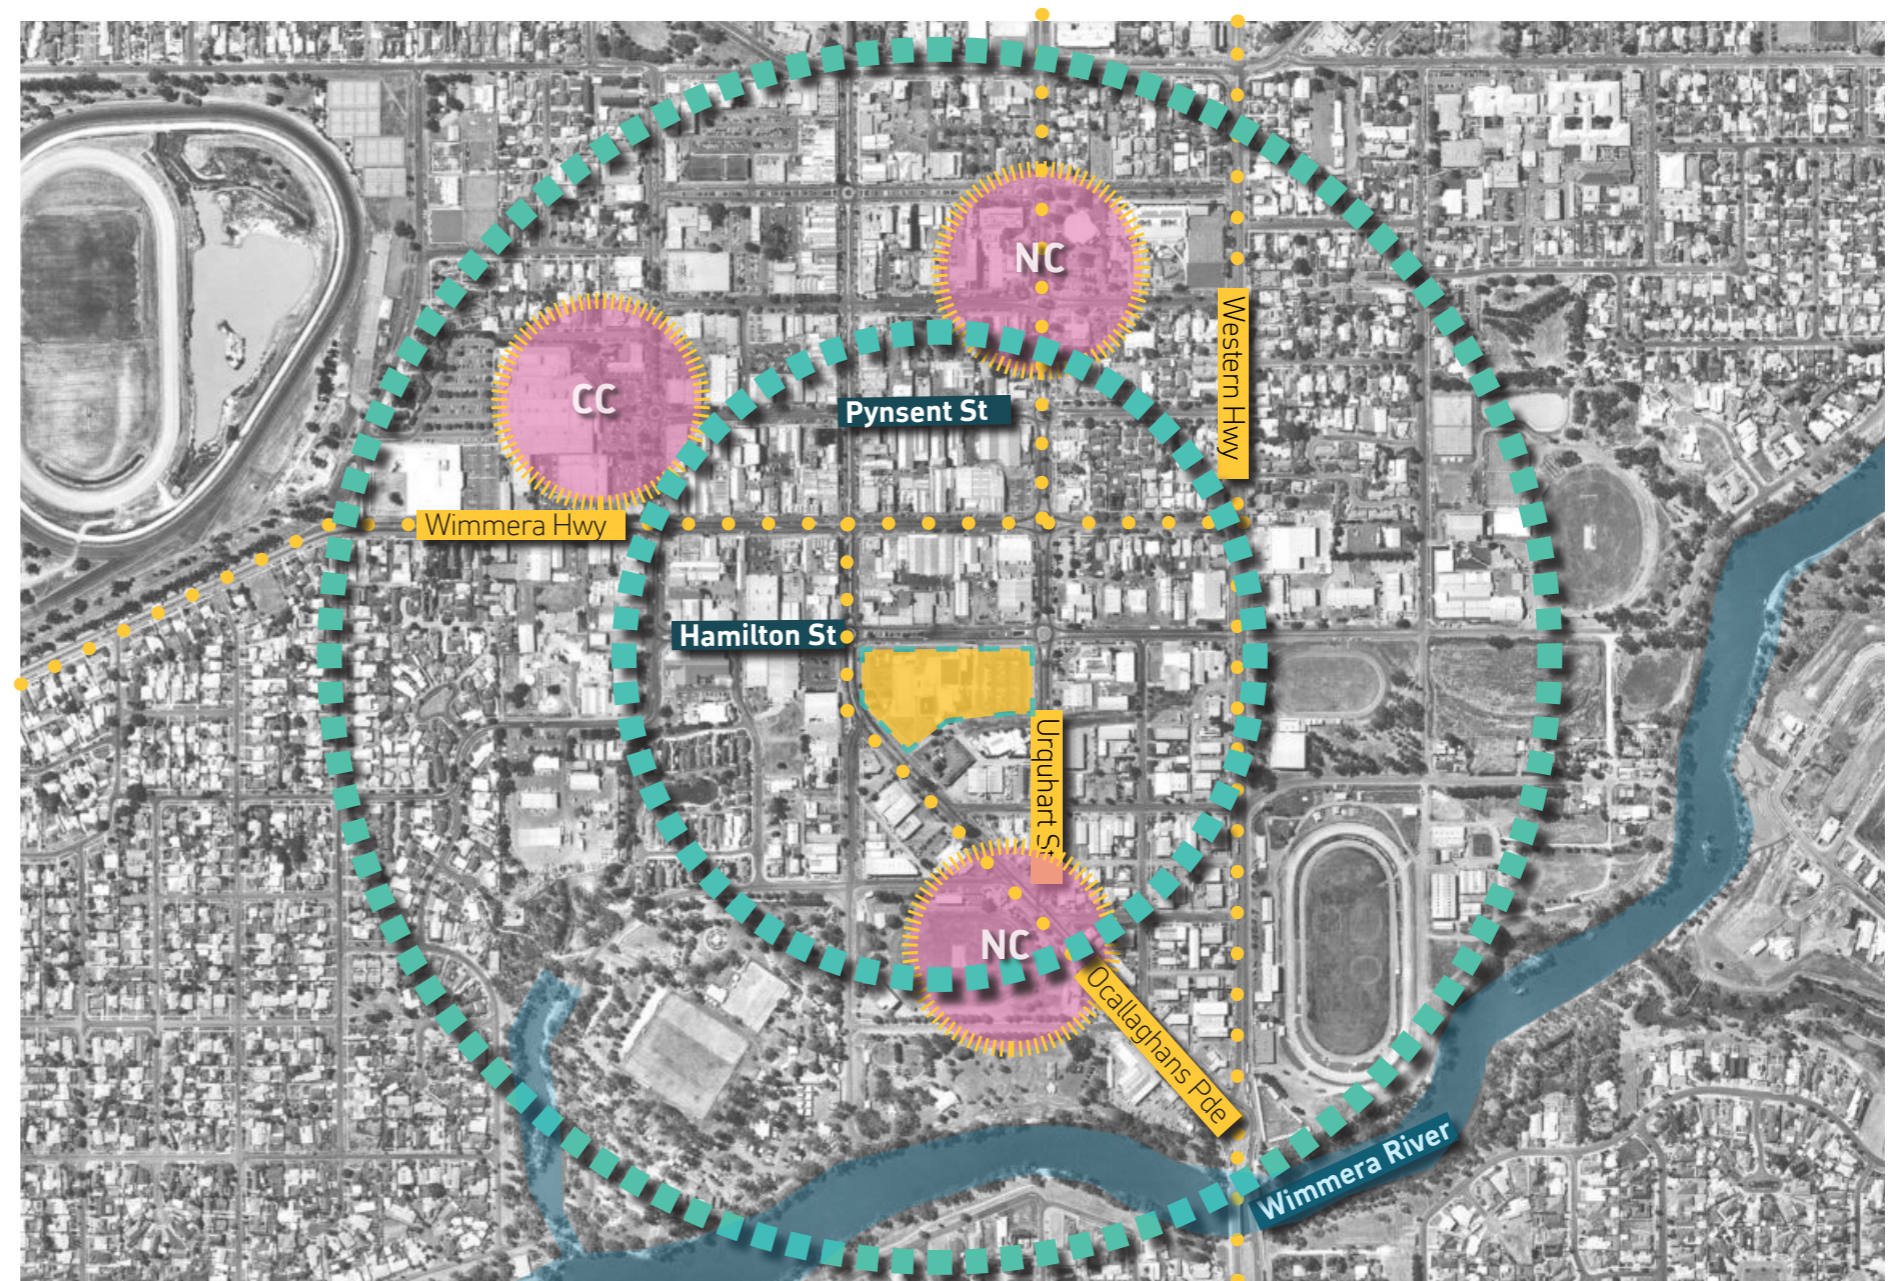 NC
Western Hwy
CC
Pynsent St
Wimmera Hwy
Hamilton St
Urquhart St
NC
Ocallaghans Pde
Wimmera River